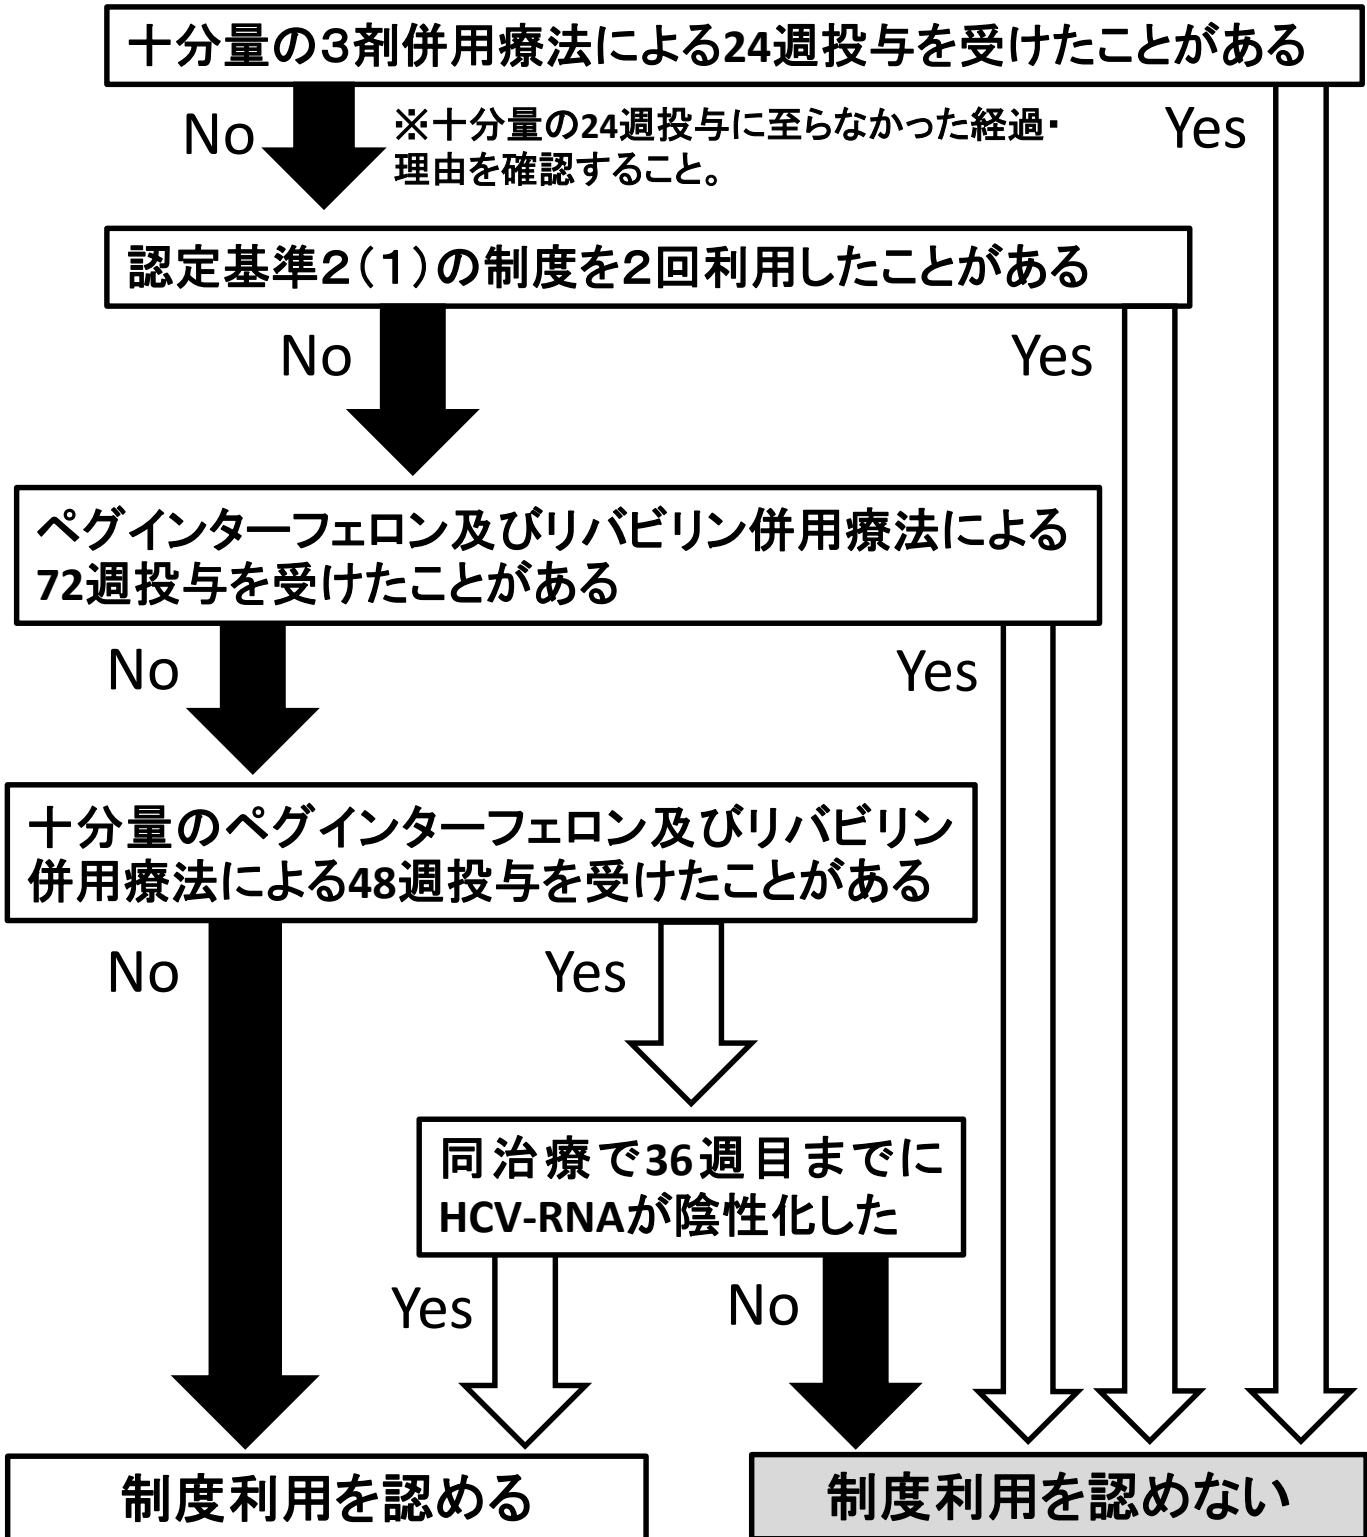 十分量の３剤併用療法による24週投与を受けたことがある
No
※十分量の24週投与に至らなかった経過・
理由を確認すること。
Yes
認定基準２（１）の制度を２回利用したことがある
No
Yes
ペグインターフェロン及びリバビリン併用療法による
72週投与を受けたことがある
No
Yes
十分量のペグインターフェロン及びリバビリン
併用療法による48週投与を受けたことがある
No
Yes
同治療で36週目までに
HCV-RNAが陰性化した
Yes
No
制度利用を認める
制度利用を認めない